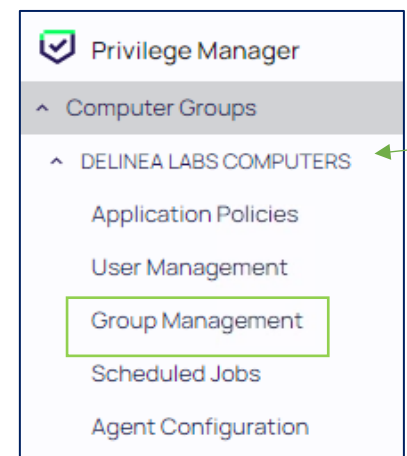 Privilege Manager
Computer Groups
DELINEA LABS COMPUTERS
Application Policies
User Management
Group Management
Scheduled Jobs
Agent Configuration